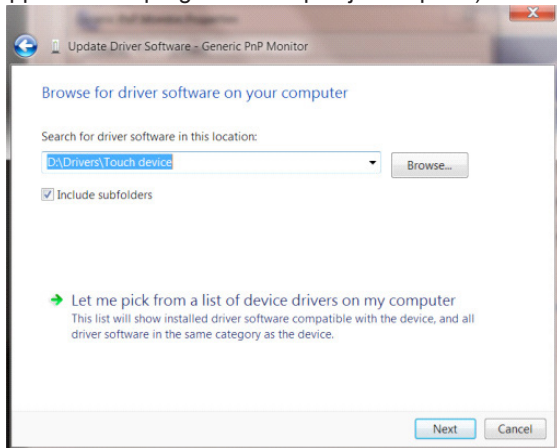 Update Driver Software - Generic PnP Monitor
Browse for driver software on your computer
Search for driver software in this location:
D:\Drivers\Touch device
Browse...
Include subfolders
Let me pick from a list of device drivers on my computer
This list will show installed driver software compatible with the device, and all
driver software in the same category as the device.
Next
Cancel